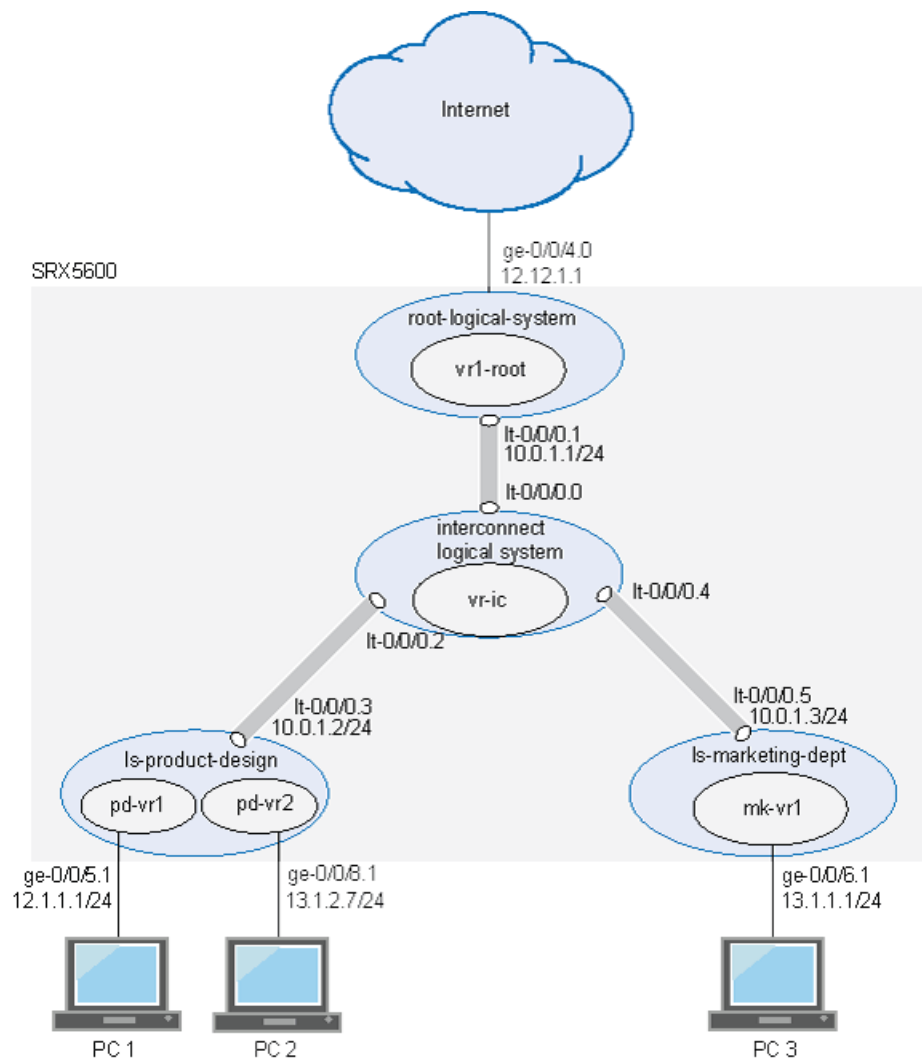 Internet
ge-0/0/4.0
12.12.1.1
SRX5600
root-logical-system
vr1-root
lt-0/0/0.1
10.0.1.1/24
lt-0/0/0.0
interconnect
logical system
vr-ic
lt-0/0/0.4
lt-0/0/0.2
lt-0/0/0.3
10.0.1.2/24
lt-0/0/0.5
10.0.1.3/24
ls-product-design
pd-vr1
pd-vr2
ls-marketing-dept
mk-vr1
ge-0/0/5.1
12.1.1.1/24
ge-0/0/8.1
13.1.2.7/24
ge-0/0/6.1
13.1.1.1/24
PC 1
PC 2
PC 3